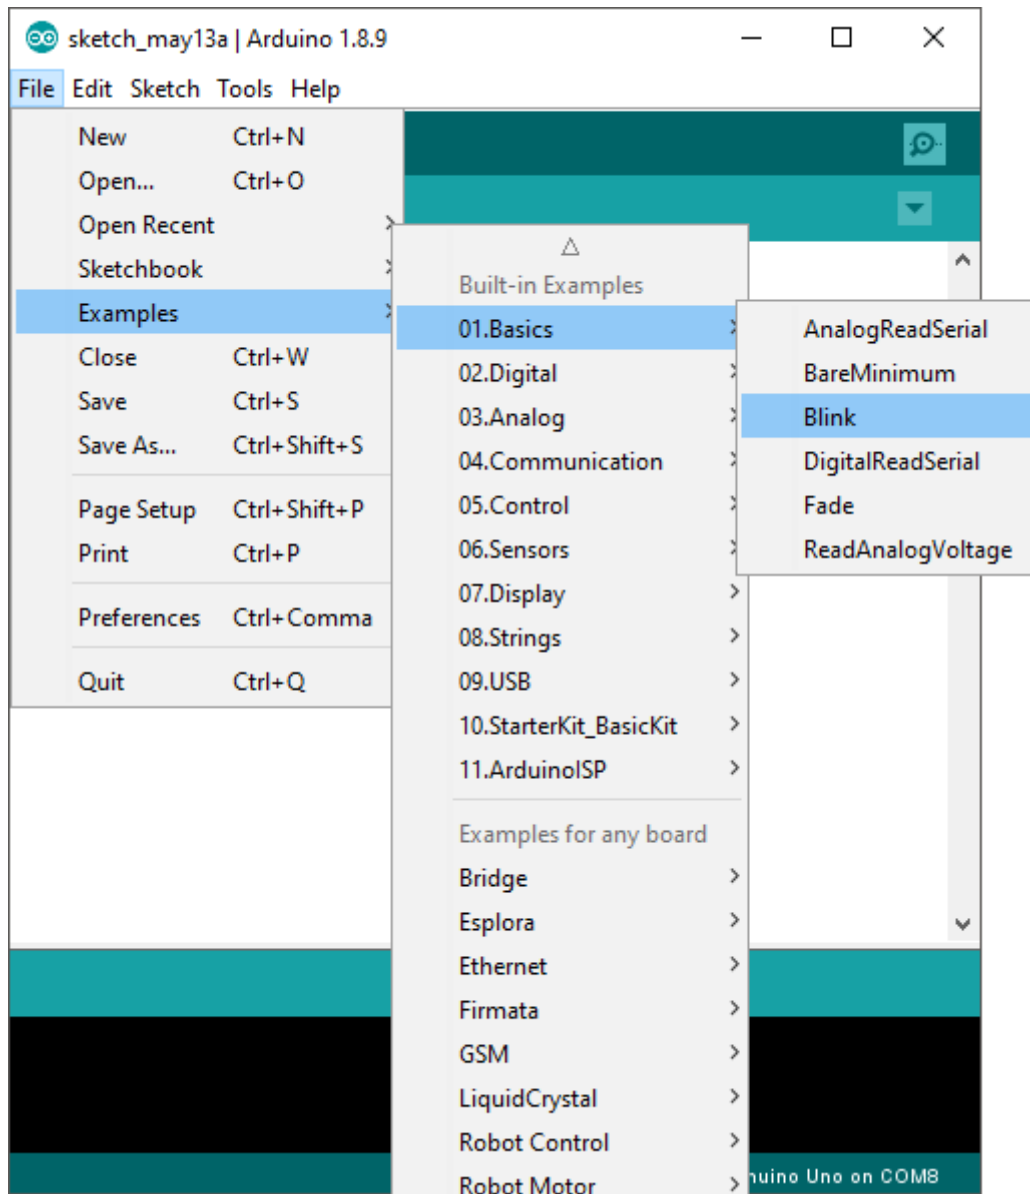 sketch_may13a | Arduino 1.8.9
File Edit Sketch Tools Help
New Ctrl+N
Open... Ctrl+O
Open Recent
Sketchbook
Examples
Close Ctrl+W
Save Ctrl+S
Save As... Ctrl+Shift+S
Page Setup Ctrl+Shift+P
Print Ctrl+P
Preferences Ctrl+Comma
Quit Ctrl+Q
Built-in Examples
01.Basics
02.Digital
03.Analog
04.Communication
05.Control
06.Sensors
07.Display
08.Strings
09.USB
10.StarterKit_BasicKit
11.ArduinoISP
Examples for any board
Bridge
Esplora
Ethernet
Firmata
GSM
LiquidCrystal
Robot Control
Robot Motor
AnalogReadSerial
BareMinimum
Blink
DigitalReadSerial
Fade
ReadAnalogVoltage
Uno on COM8